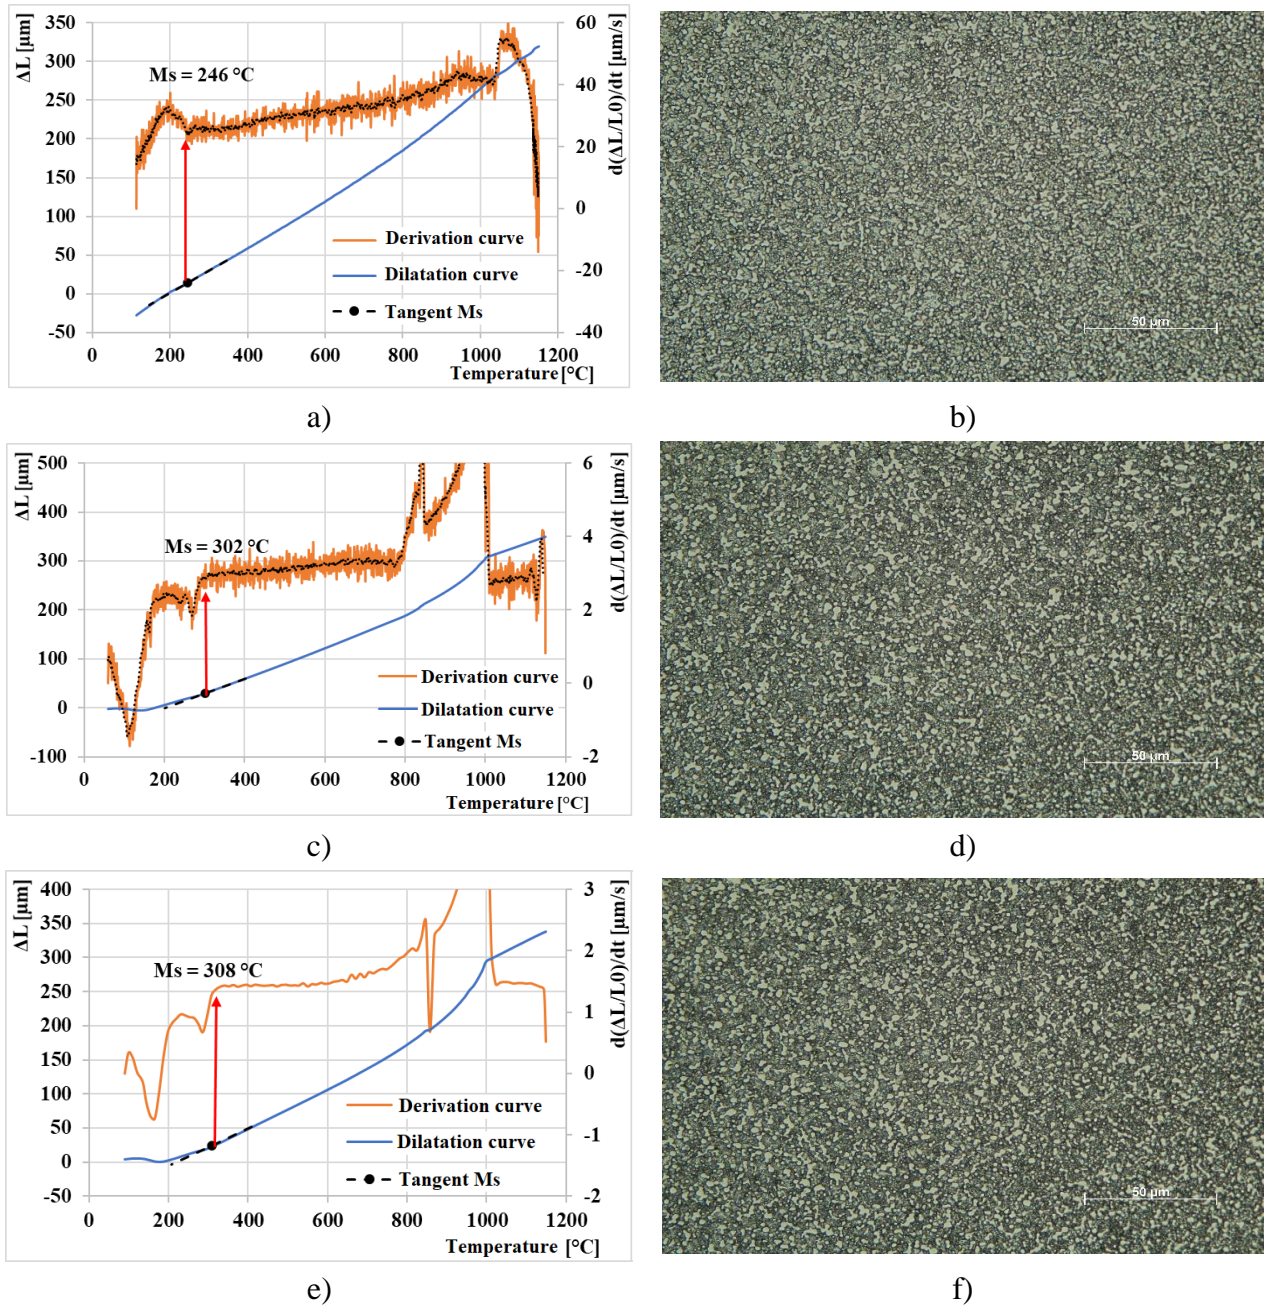 ΔL [µm]
d(ΔL/L0)/dt [µm/s]
350
300
250
200
150
100
50
0
-50
60
40
20
0
-20
-40
Ms = 246 °C
Derivation curve
Dilatation curve
Tangent Ms
0 200 400 600 800 1000 1200
Temperature [°C]
50 µm
a)
b)
ΔL [µm]
d(ΔL/L0)/dt [µm/s]
500
400
300
200
100
0
-100
6
4
2
0
-2
Ms = 302 °C
Derivation curve
Dilatation curve
Tangent Ms
0 200 400 600 800 1000 1200
Temperature [°C]
50 µm
c)
d)
ΔL [µm]
d(ΔL/L0)/dt [µm/s]
400
350
300
250
200
150
100
50
0
-50
3
2
1
0
-1
-2
Ms = 308 °C
Derivation curve
Dilatation curve
Tangent Ms
0 200 400 600 800 1000 1200
Temperature [°C]
50 µm
e)
f)